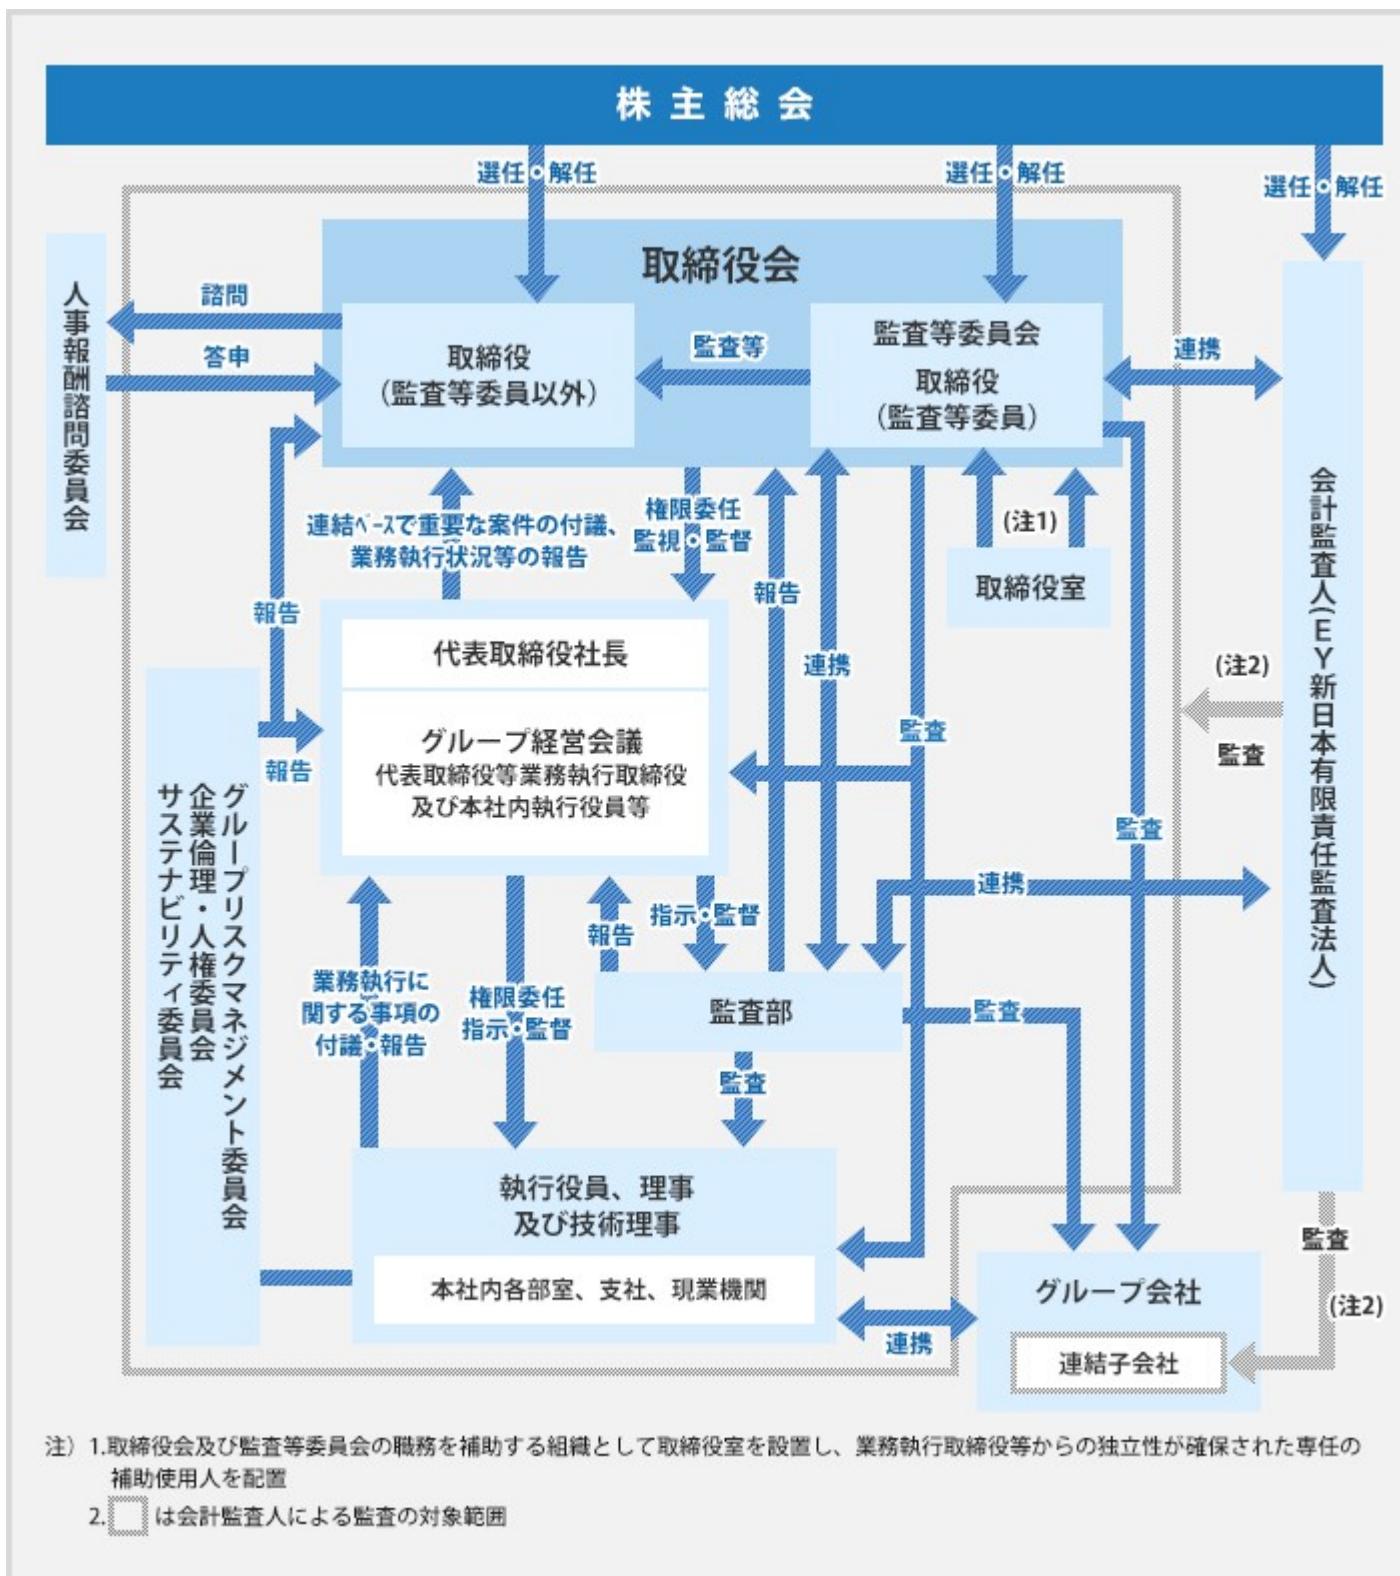 株主総会
選任・解任
選任・解任
選任・解任
取締役会
人事報酬諮問委員会
諮問
答申
取締役
（監査等委員以外）
監査等
監査等委員会
取締役
（監査等委員）
連携
会計監査人(EY新日本有限責任監査法人)
連結ベースで重要な案件の付議、
業務執行状況等の報告
権限委任
監視・監督
報告
(注1)
取締役室
報告
連携
監査
監査
(注2)
監査
代表取締役社長
グループ経営会議
代表取締役等業務執行取締役
及び本社内執行役員等
報告
グループリスクマネジメント委員会
企業倫理・人権委員会
サステナビリティ委員会
連携
業務執行に
関する事項の
付議・報告
権限委任
指示・監督
報告
指示・監督
監査部
監査
監査
執行役員、理事
及び技術理事
本社内各部室、支社、現業機関
連携
グループ会社
連結子会社
監査
(注2)
注）1.取締役会及び監査等委員会の職務を補助する組織として取締役室を設置し、業務執行取締役等からの独立性が確保された専任の
補助使用人を配置
2. は会計監査人による監査の対象範囲